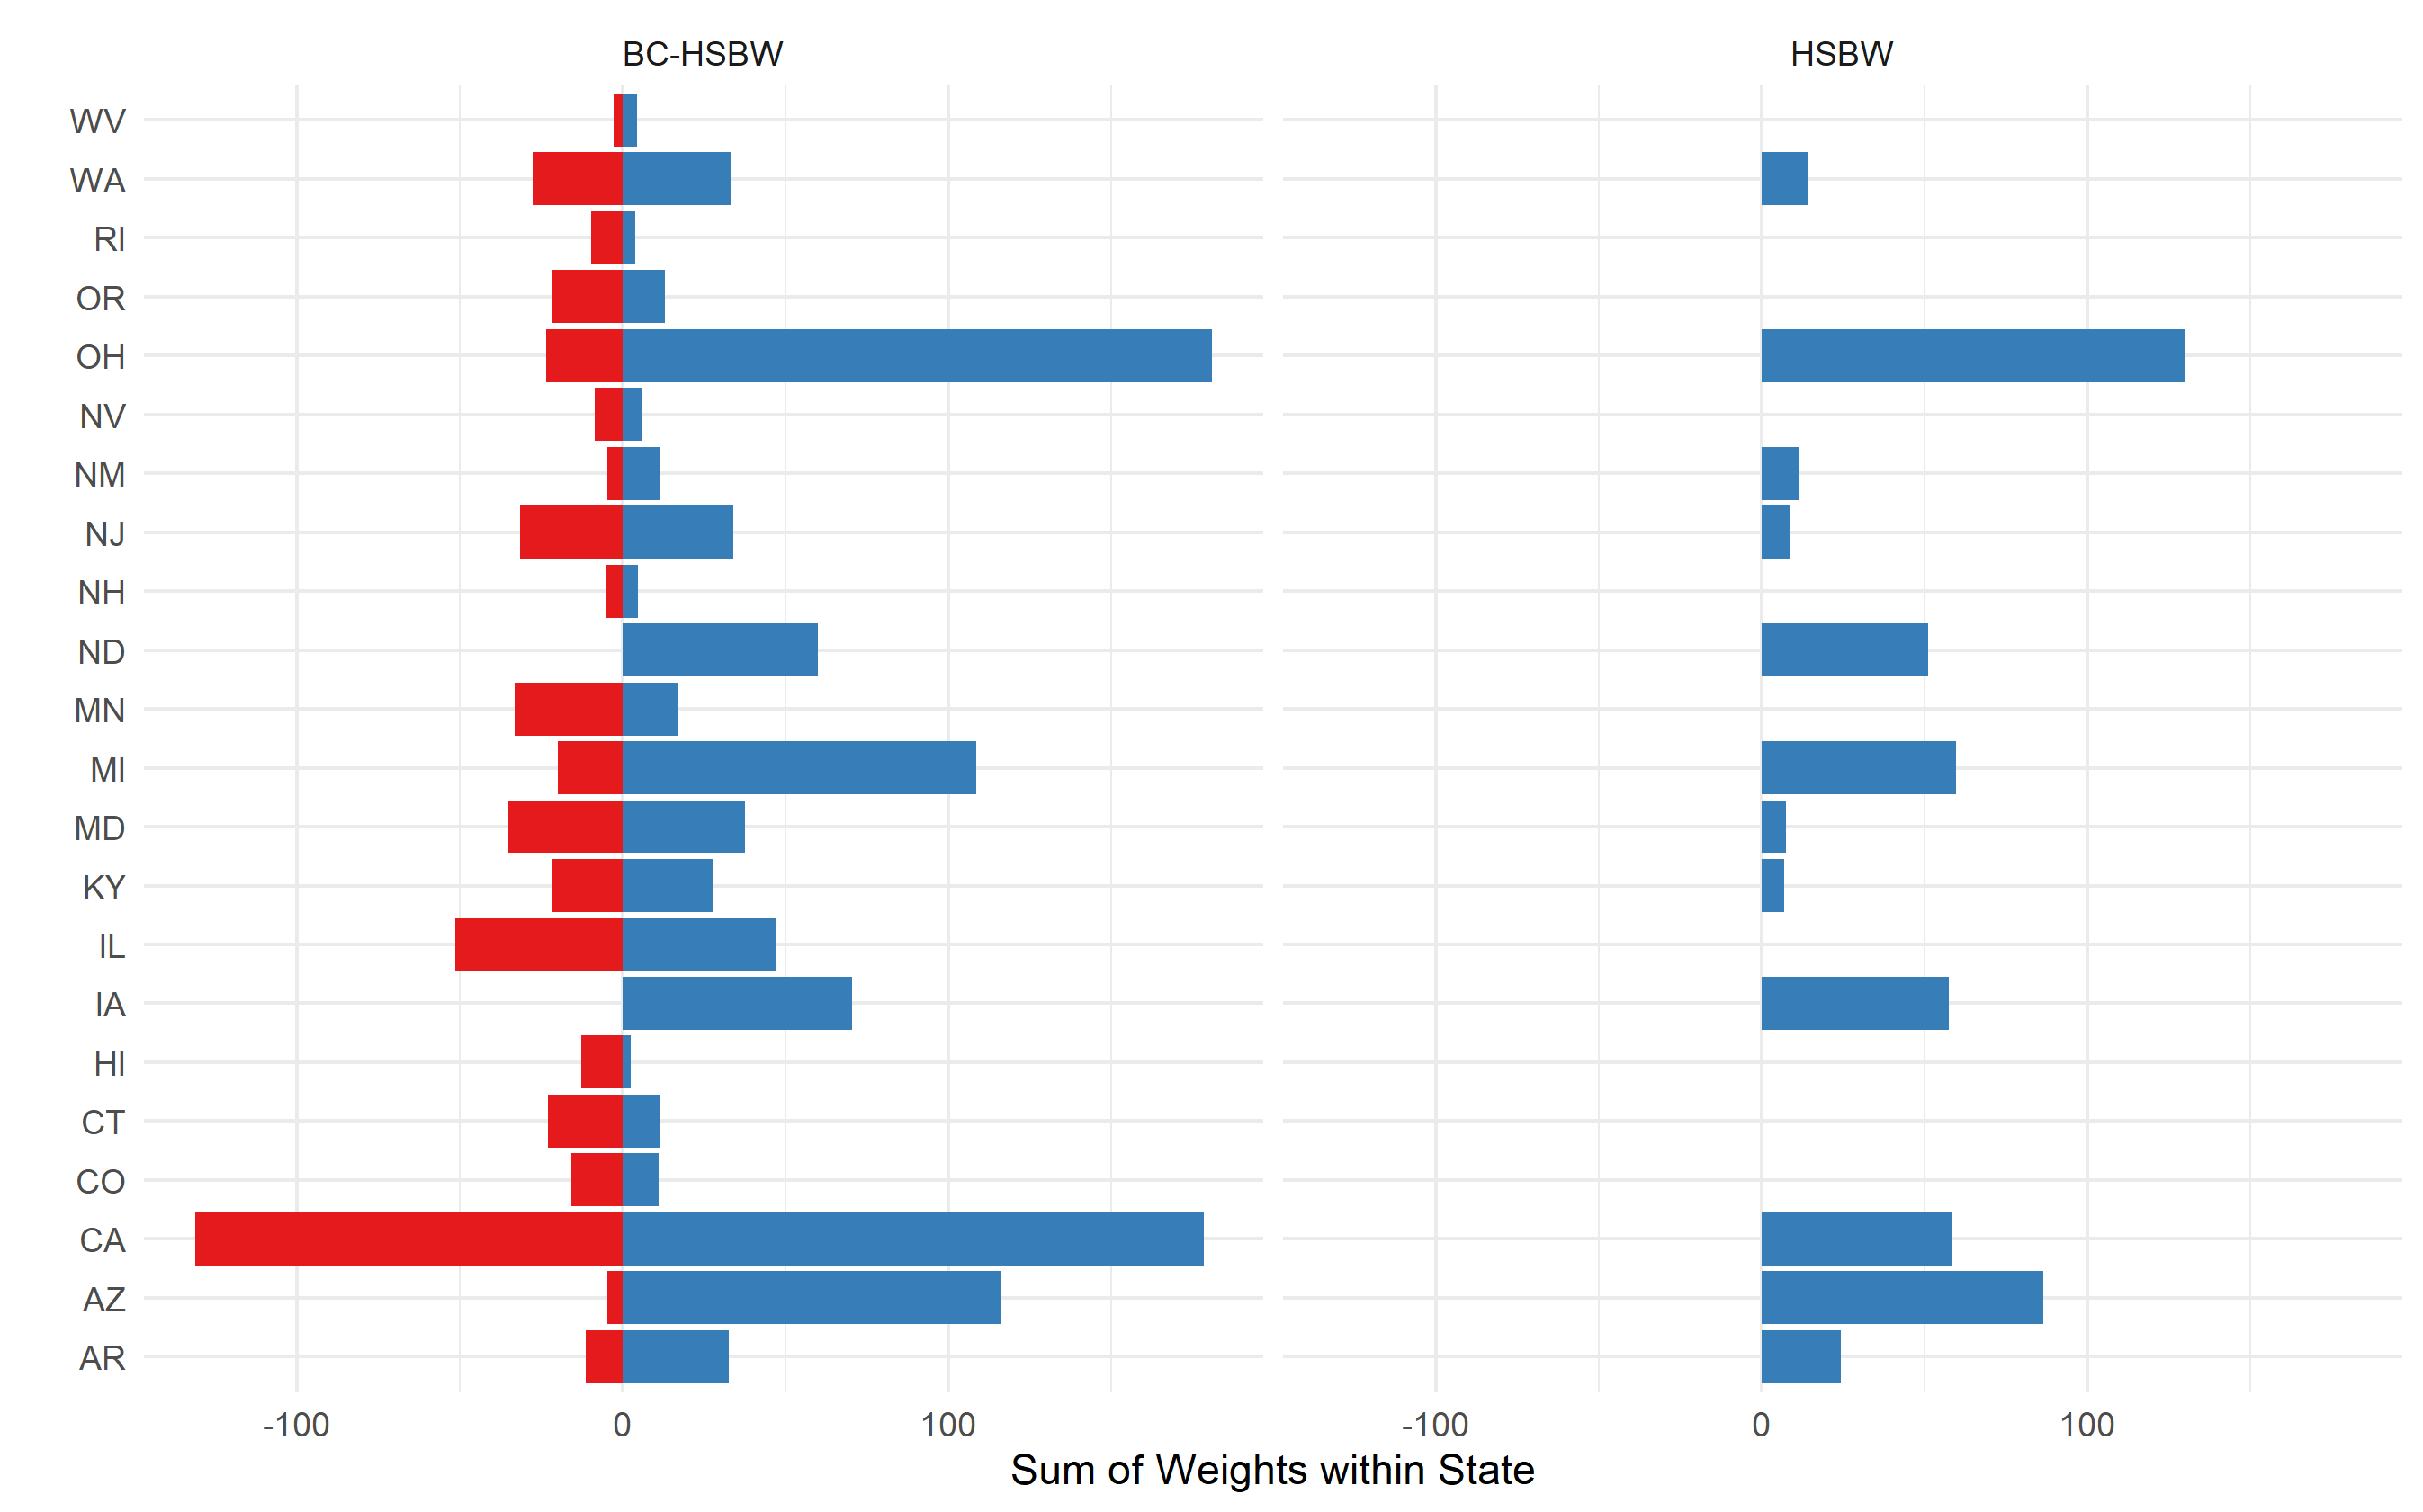 BC-HSBW
HSBW
WV
WA
RI
OR
OH
NV
NM
NJ
NH
ND
MN
MI
MD
KY
IL
IA
HI
CT
CO
CA
AZ
AR
-100 0 100 -100 0 100
Sum of Weights within State